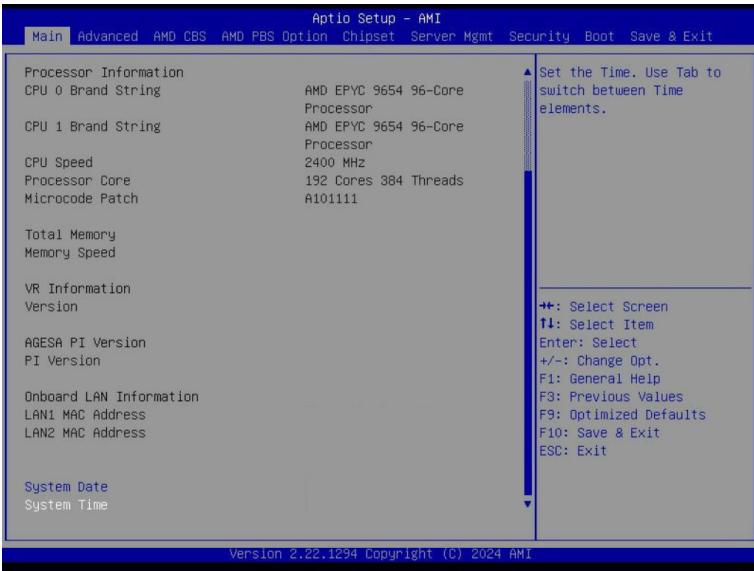 Aptio Setup – AMI
Main Advanced AMD CBS AMD PBS Option Chipset Server Mgmt Security Boot Save & Exit
Processor Information
CPU 0 Brand String AMD EPYC 9654 96-Core
Processor
CPU 1 Brand String AMD EPYC 9654 96-Core
Processor
CPU Speed 2400 MHz
Processor Core 192 Cores 384 Threads
Microcode Patch A101111
Total Memory
Memory Speed
VR Information
Version
AGESA PI Version
PI Version
Onboard LAN Information
LAN1 MAC Address
LAN2 MAC Address
System Date
System Time
Set the Time. Use Tab to
switch between Time
elements.
→←: Select Screen
↑↓: Select Item
Enter: Select
+/-: Change Opt.
F1: General Help
F3: Previous Values
F9: Optimized Defaults
F10: Save & Exit
ESC: Exit
Version 2.22.1294 Copyright (C) 2024 AMI